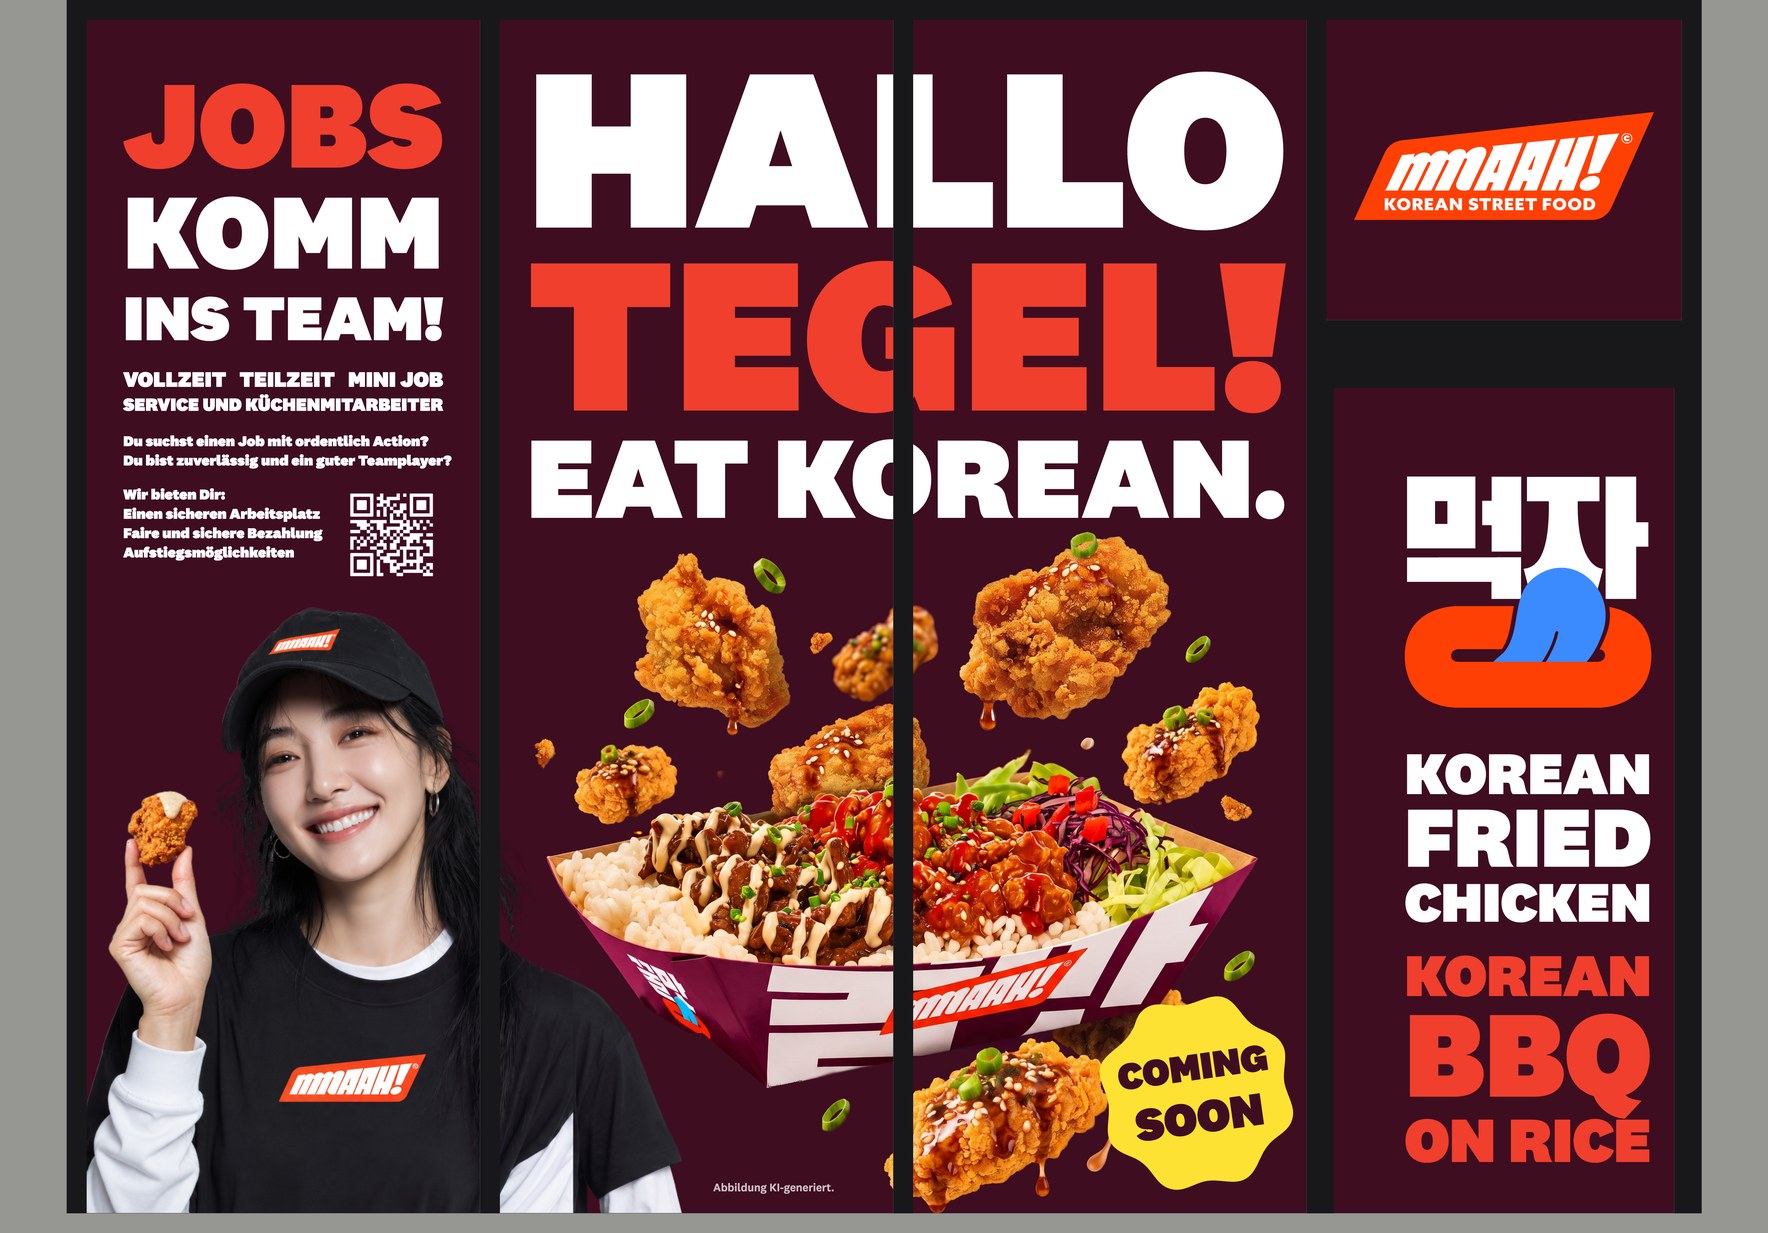 JOBS
KOMM
INS TEAM!
VOLLZEIT TEILZEIT MINI JOB
SERVICE UND KÜCHENMITARBEITER
Du suchst einen Job mit ordentlich Action?
Du bist zuverlässig und ein guter Teamplayer?
Wir bieten Dir:
Einen sicheren Arbeitsplatz
Faire und sichere Bezahlung
Aufstiegsmöglichkeiten
MMAAH!
MMAAH!
HALLO
TEGEL!
EAT KOREAN.
먹자
MMAAH!
COMING
SOON
Abbildung KI-generiert.
MMAAH!©
KOREAN STREET FOOD
먹자
KOREAN
FRIED
CHICKEN
KOREAN
BBQ
ON RICE